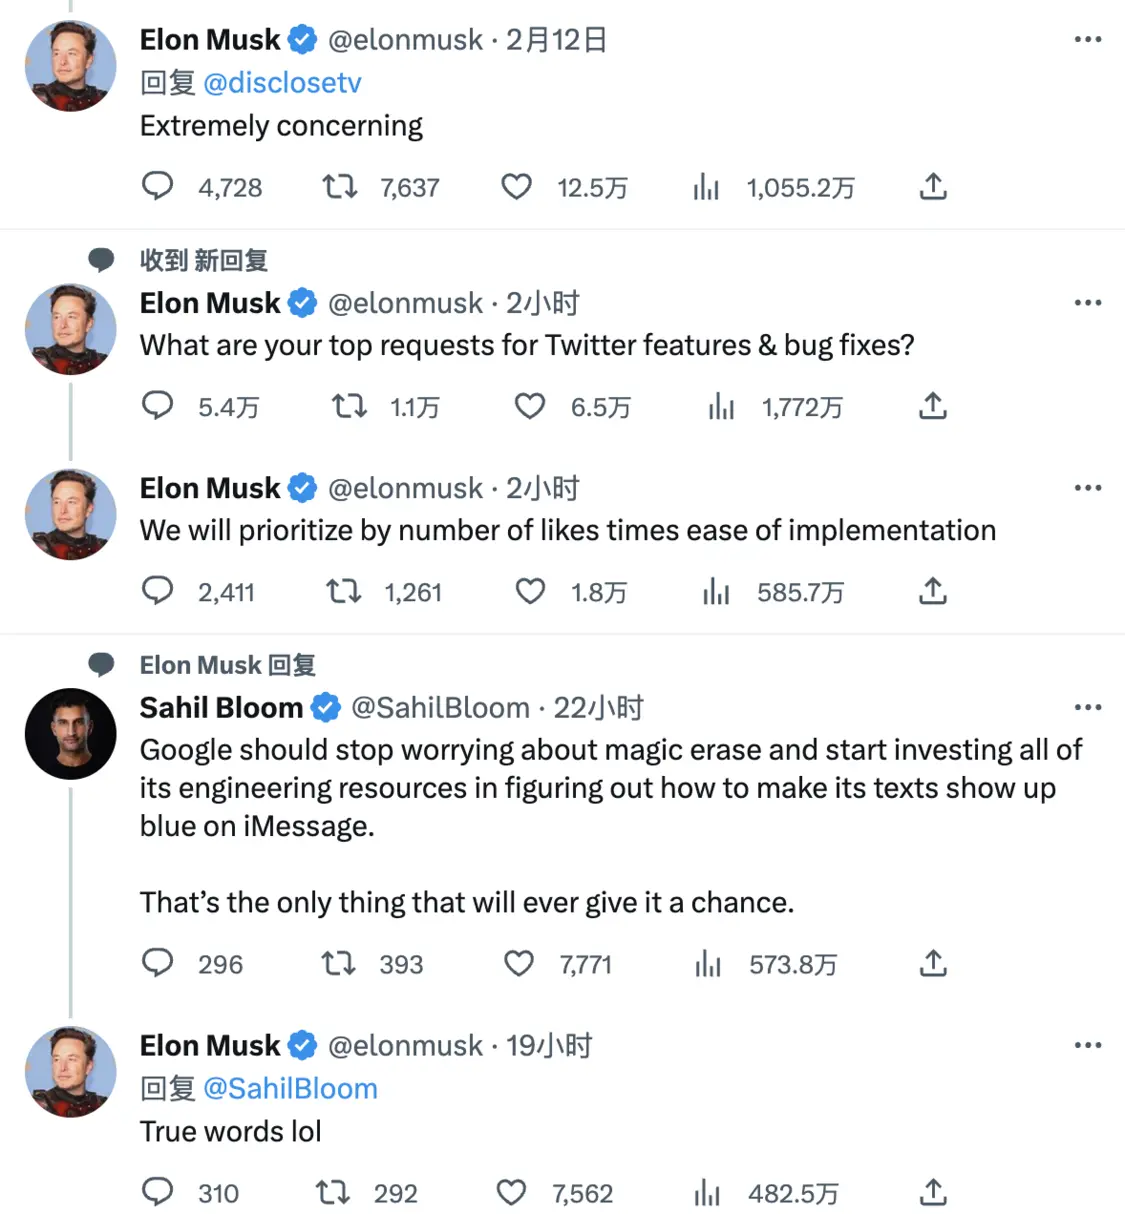 Elon Musk @elonmusk · 2月12日
回复 @disclosetv
Extremely concerning
4,728 7,637 12.5万 1,055.2万
收到 新回复
Elon Musk @elonmusk · 2小时
What are your top requests for Twitter features & bug fixes?
5.4万 1.1万 6.5万 1,772万
Elon Musk @elonmusk · 2小时
We will prioritize by number of likes times ease of implementation
2,411 1,261 1.8万 585.7万
Elon Musk 回复
Sahil Bloom @SahilBloom · 22小时
Google should stop worrying about magic erase and start investing all of
its engineering resources in figuring out how to make its texts show up
blue on iMessage.
That’s the only thing that will ever give it a chance.
296 393 7,771 573.8万
Elon Musk @elonmusk · 19小时
回复 @SahilBloom
True words lol
310 292 7,562 482.5万